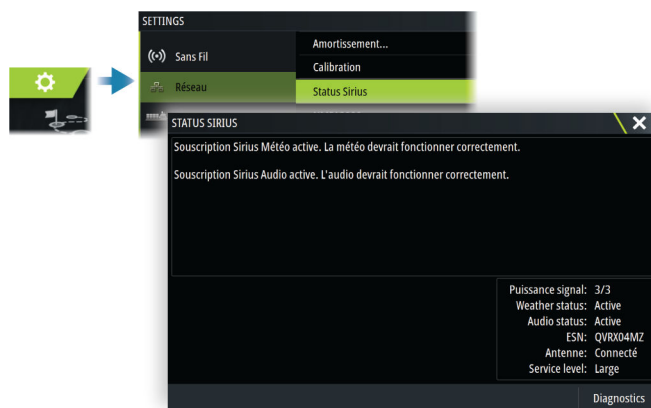 SETTINGS
Sans Fil
Réseau
Amortissement...
Calibration
Status Sirius
STATUS SIRIUS
Souscription Sirius Météo active. La météo devrait fonctionner correctement.
Souscription Sirius Audio active. L'audio devrait fonctionner correctement.
Puissance signal: 3/3
Weather status: Active
Audio status: Active
ESN: QVRX04MZ
Antenne: Connecté
Service level: Large
Diagnostics